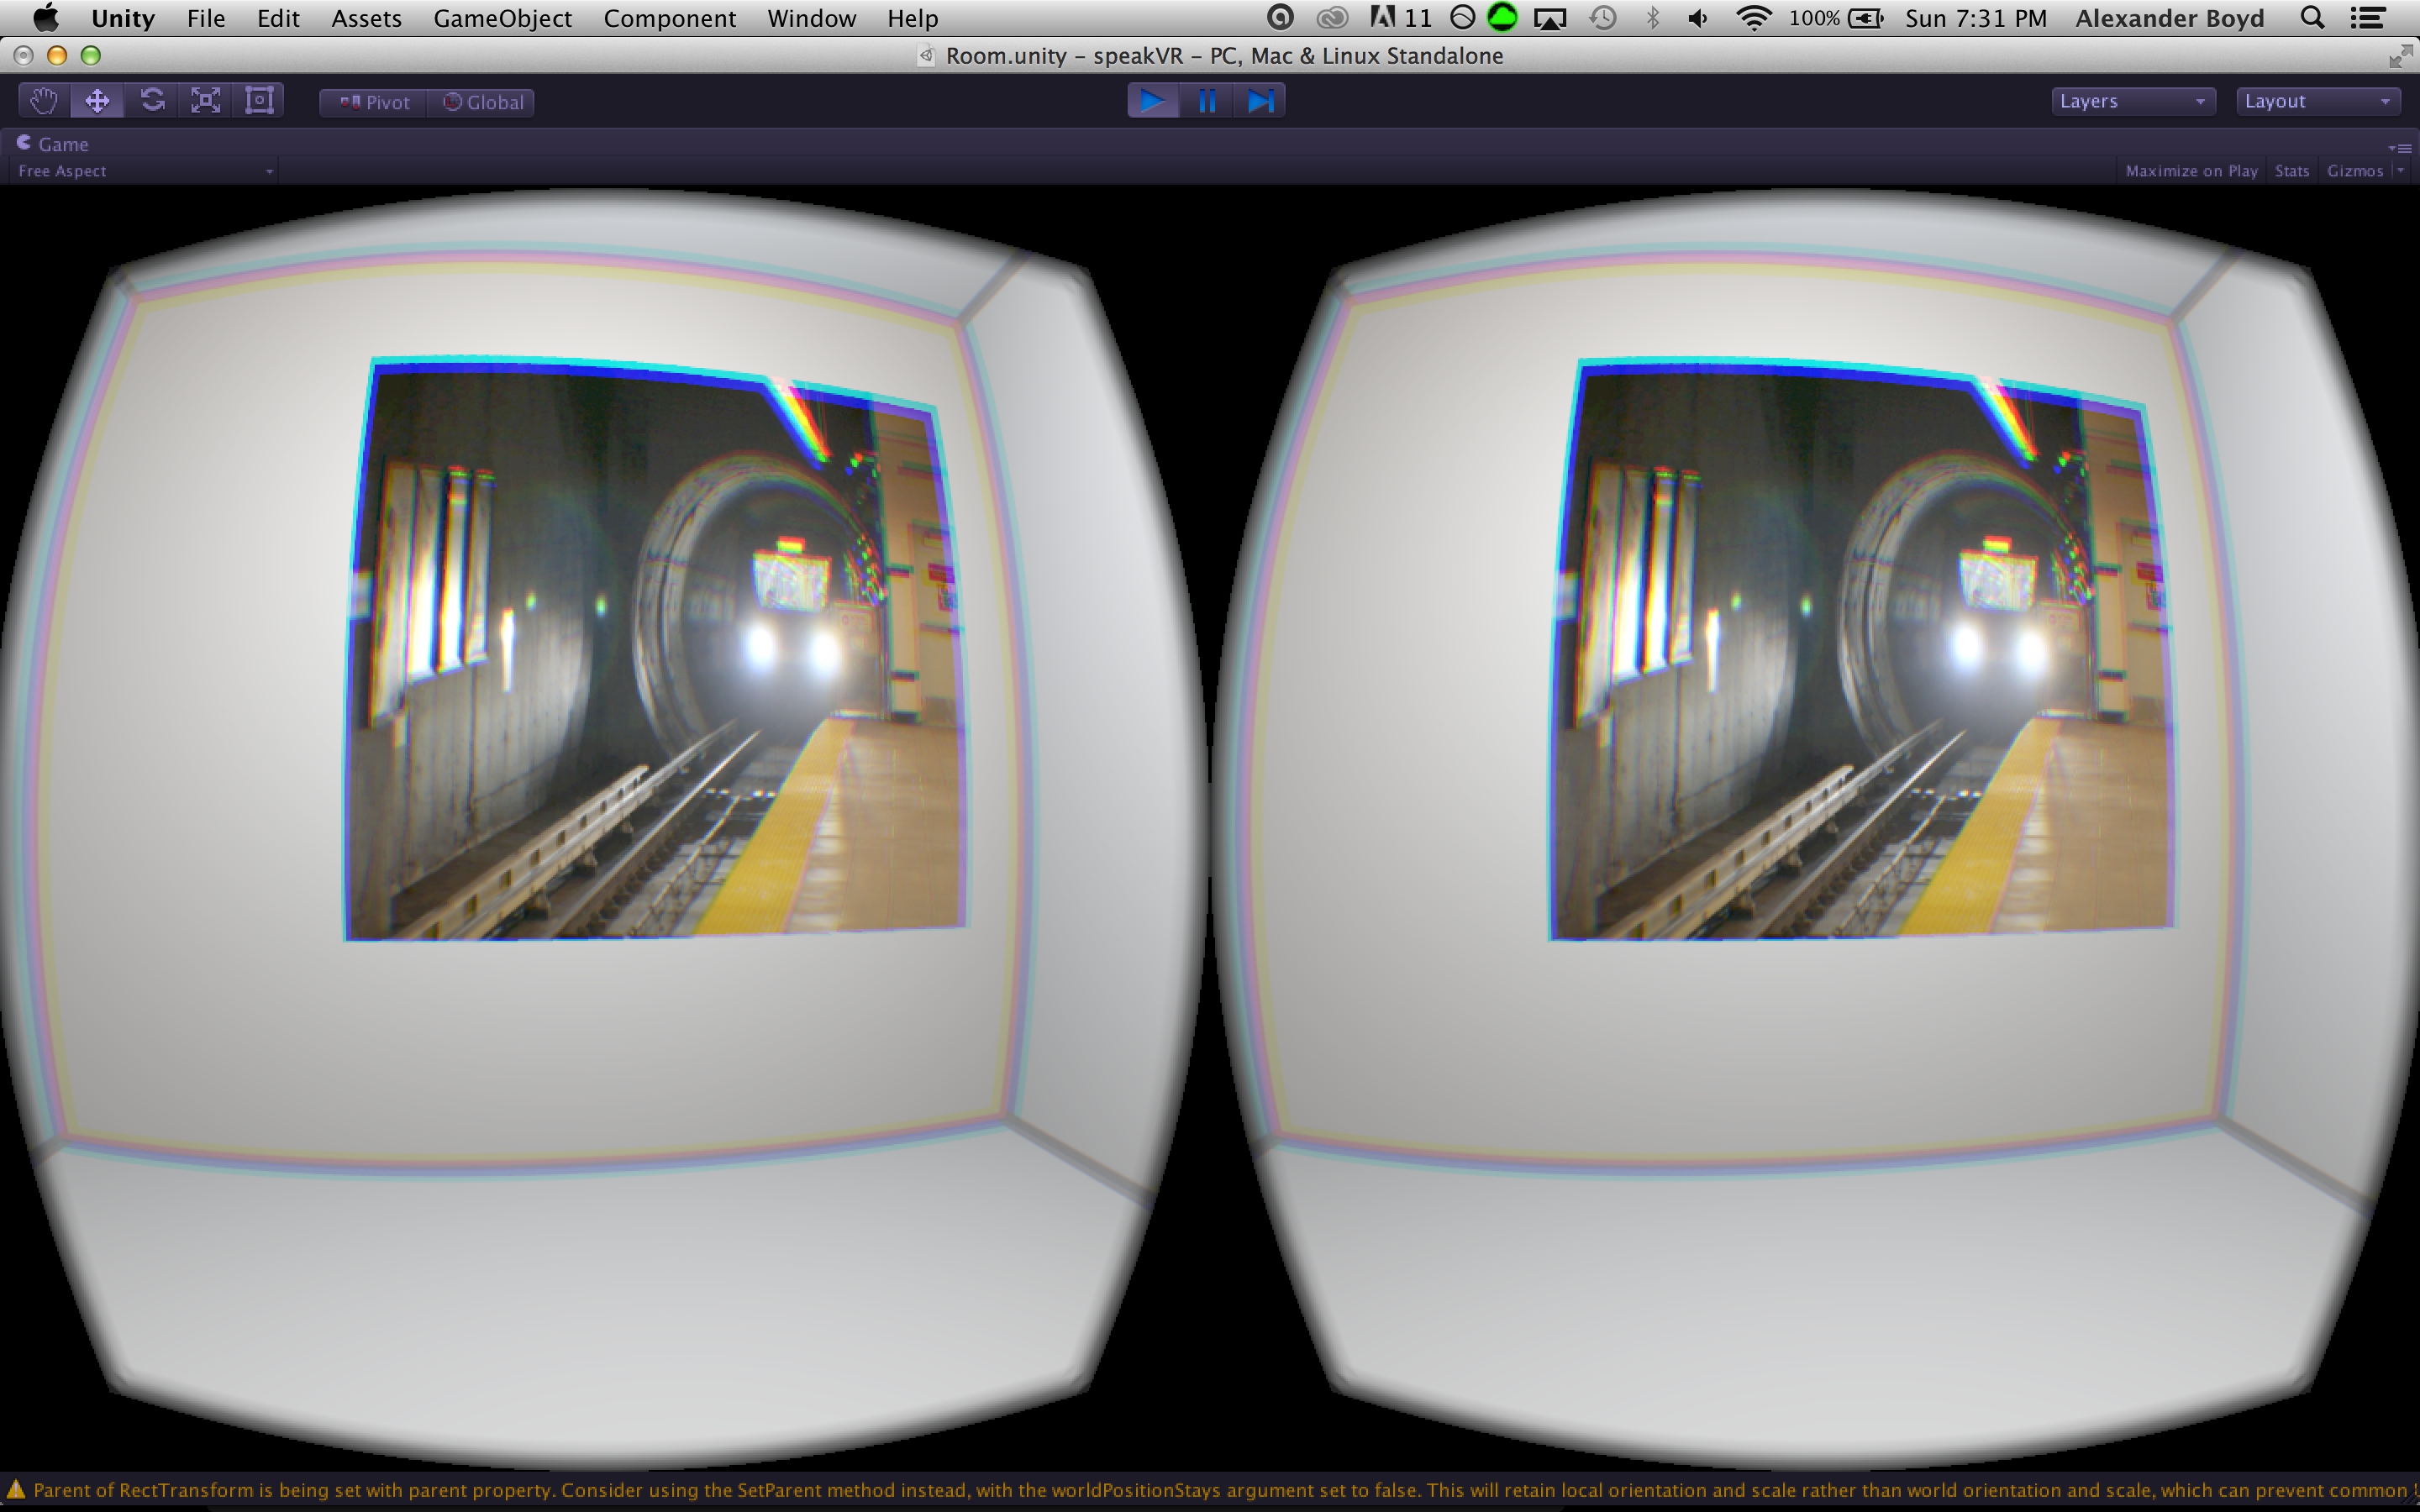 Unity File Edit Assets GameObject Component Window Help 11 100% Sun 7:31 PM Alexander Boyd
Room.unity – speakVR – PC, Mac & Linux Standalone
Pivot Global Layers Layout
Game
Free Aspect Maximize on Play Stats Gizmos
Parent of RectTransform is being set with parent property. Consider using the SetParent method instead, with the worldPositionStays argument set to false. This will retain local orientation and scale rather than world orientation and scale, which can prevent common